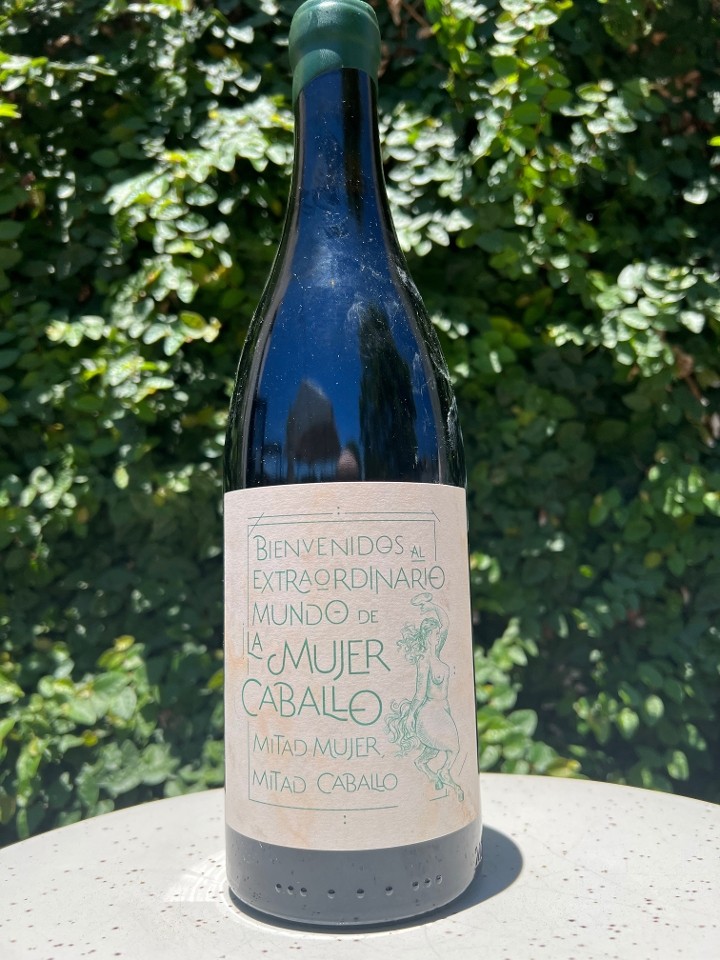 BIENVENIDOS AL
EXTRAORDINARIO
MUNDO DE
LA MUJER
CABALLO
MITAD MUJER,
MITAD CABALLO